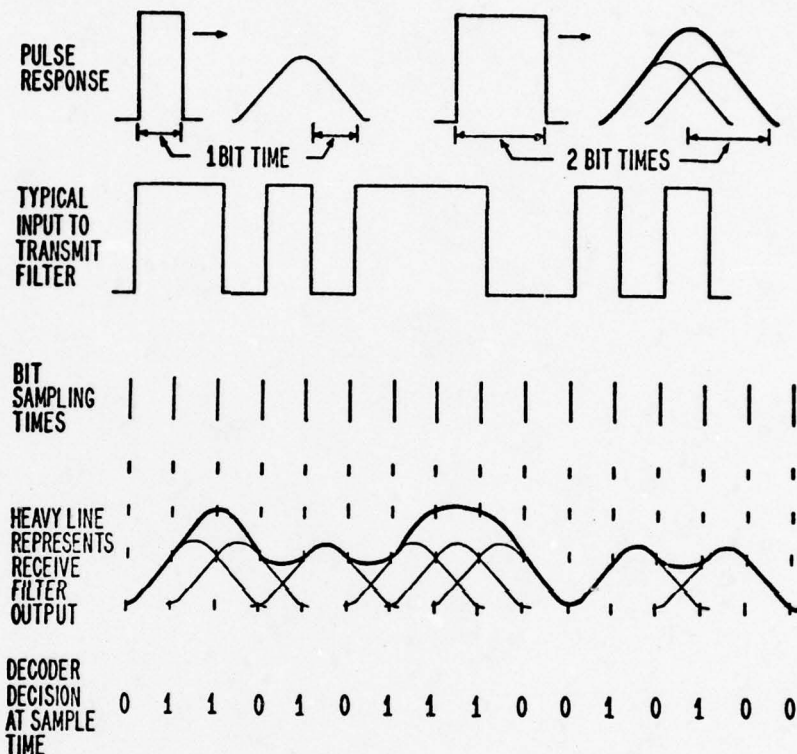 PULSE
RESPONSE
1 BIT TIME
2 BIT TIMES
TYPICAL
INPUT TO
TRANSMIT
FILTER
BIT
SAMPLING
TIMES
HEAVY LINE
REPRESENTS
RECEIVE
FILTER
OUTPUT
DECODER
DECISION
AT SAMPLE
TIME
0 1 1 0 1 0 1 1 1 0 0 1 0 1 0 0